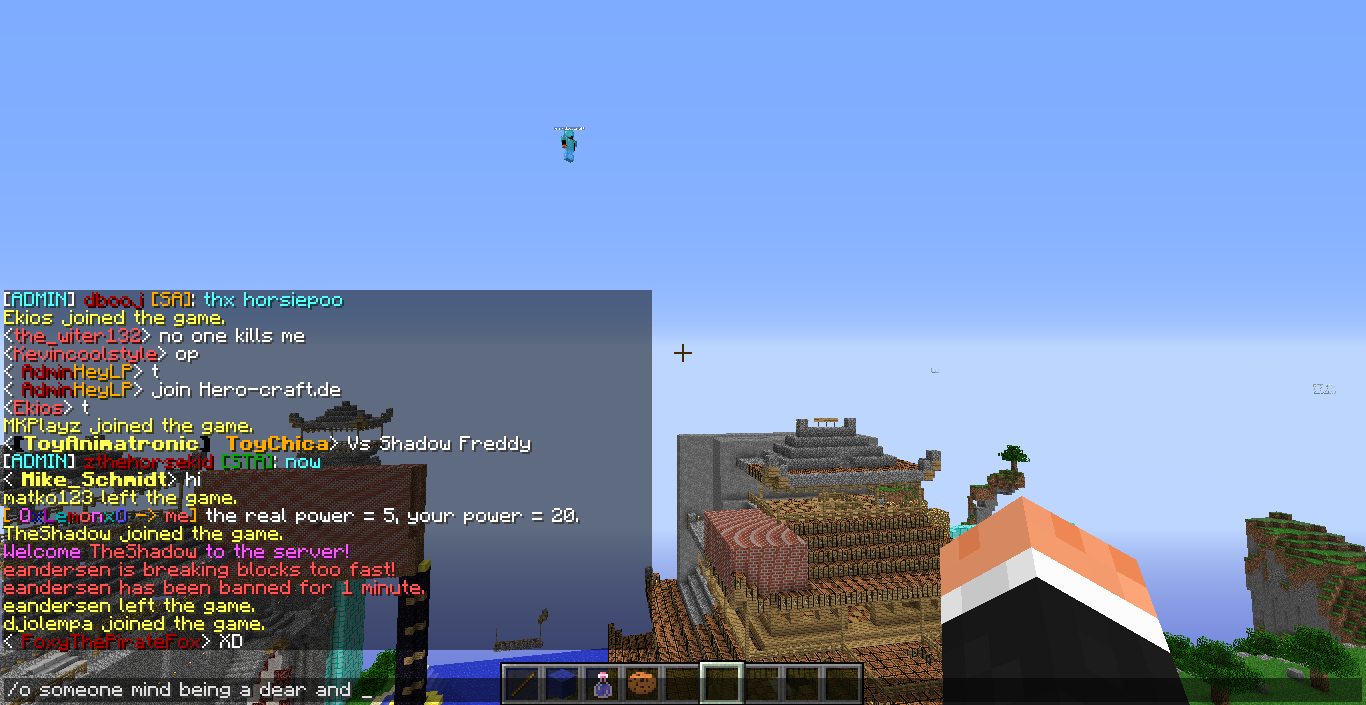 [ADMIN] dbooj [SA]: thx horsiepoo
Ekios joined the game.
<the_witer132> no one kills me
<Kevincoolstyle> op
< AdminHeyLP> t
< AdminHeyLP> .join Hero-craft.de
<Ekios> t
MKPlayz joined the game.
<[ToyAnimatronic] ToyChica> Vs Shadow Freddy
[ADMIN] zthehorsekid [STA]: now
< Mike_Schmidt> hi
matko123 left the game.
[ 0xLemonx0 -> me] the real power = 5, your power = 20.
TheShadow joined the game.
Welcome TheShadow to the server!
eandersen is breaking blocks too fast!
eandersen has been banned for 1 minute.
eandersen left the game.
djolempa joined the game.
< FoxyThePirateFox> XD
/o someone mind being a dear and _